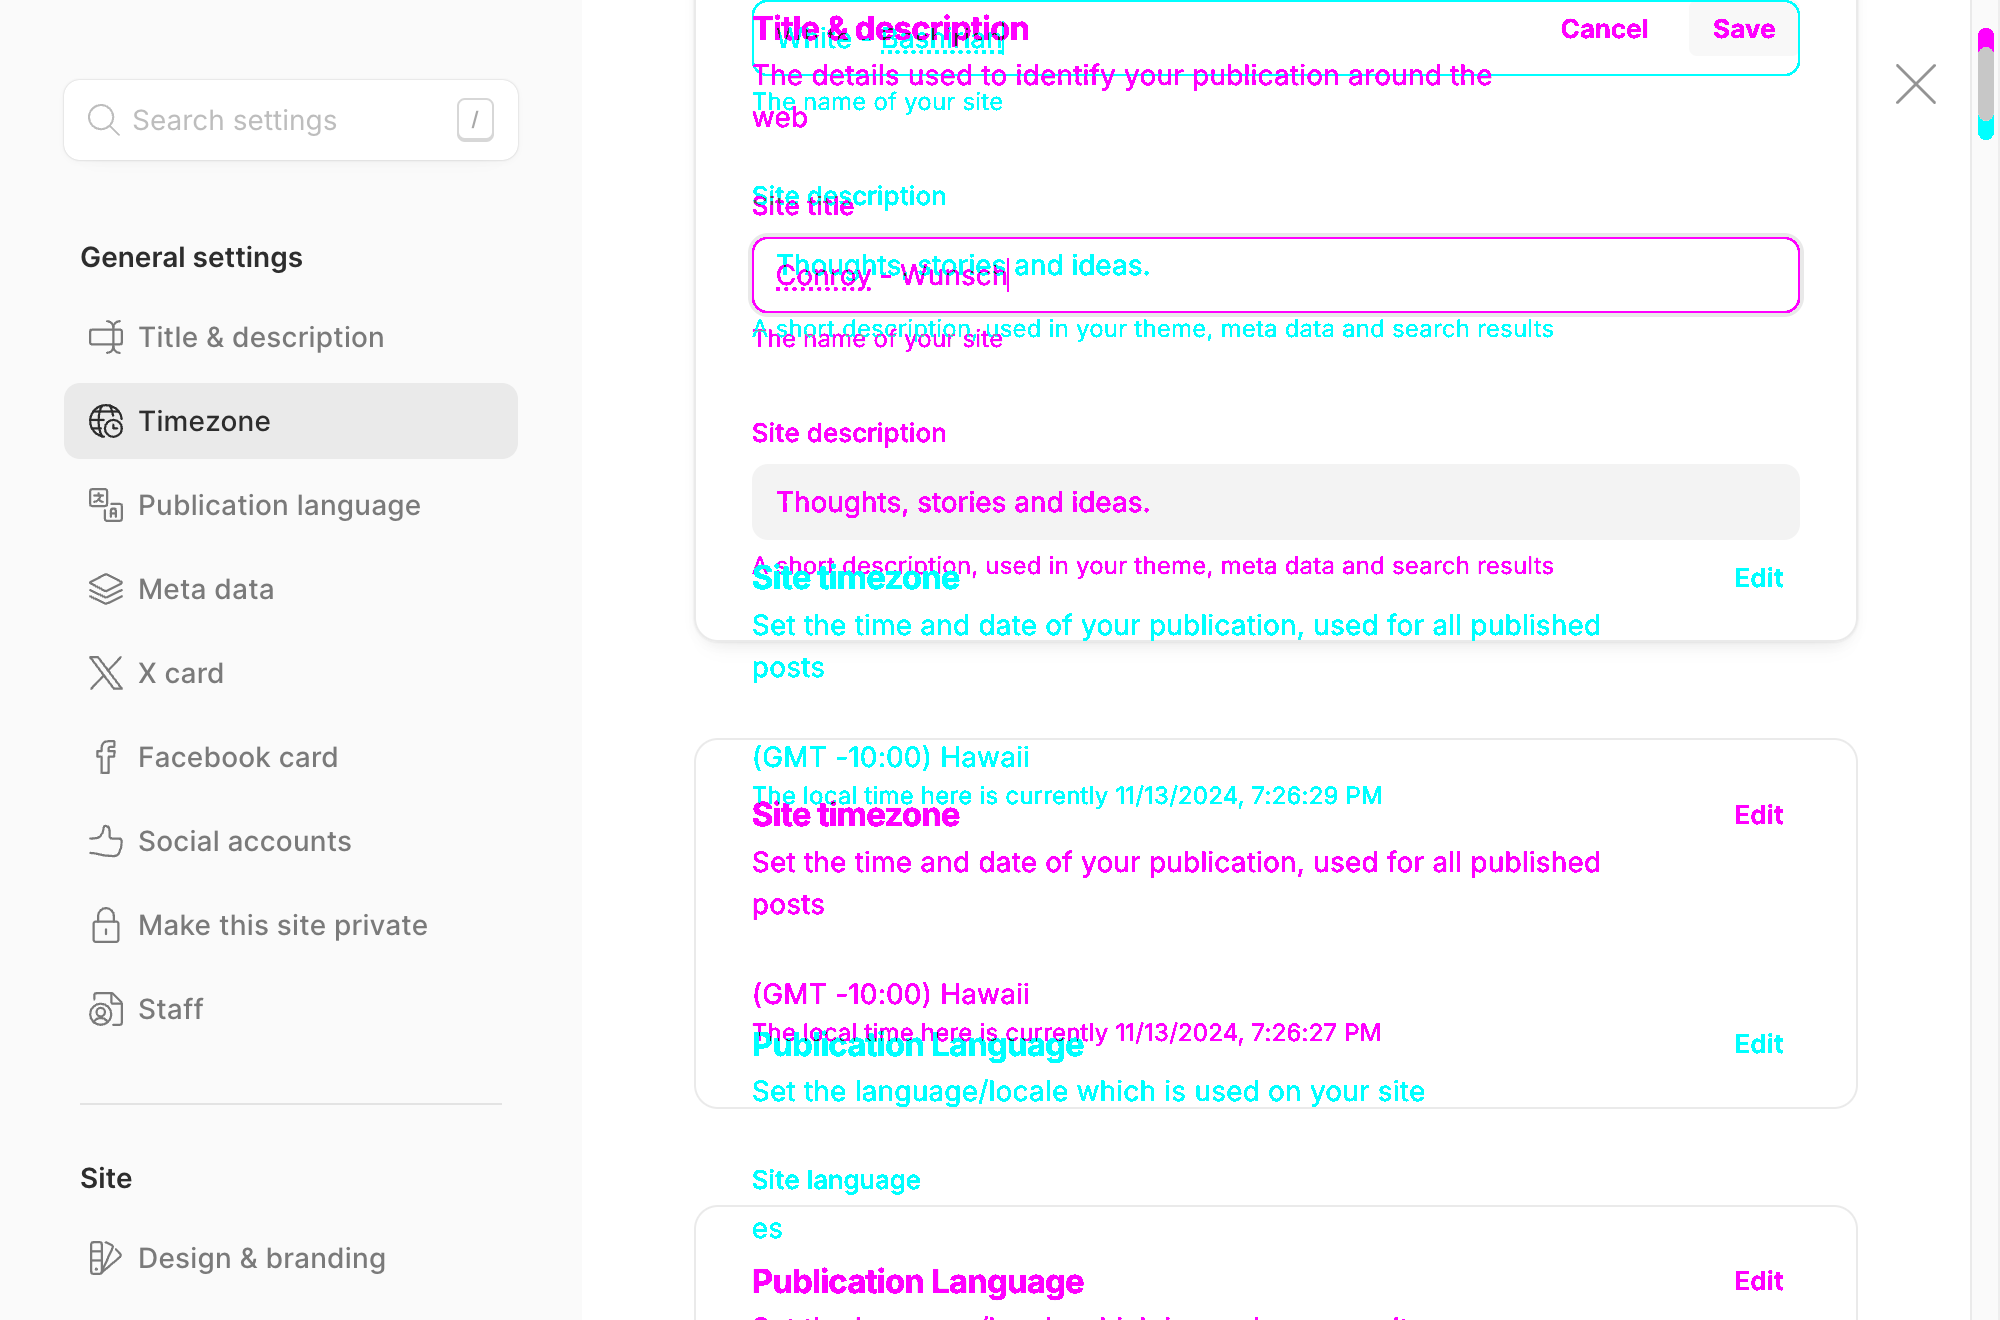 Search settings
/
General settings
Title & description
Timezone
Publication language
Meta data
X card
Facebook card
Social accounts
Make this site private
Staff
Site
Design & branding
Title & description
Cancel
Save
White - Bashirian
The details used to identify your publication around the
The name of your site
web
Site description
Site title
Thoughts, stories and ideas.
Conroy - Wunsch
A short description, used in your theme, meta data and search results
The name of your site
Site description
Thoughts, stories and ideas.
A short description, used in your theme, meta data and search results
Site timezone
Edit
Set the time and date of your publication, used for all published
posts
(GMT -10:00) Hawaii
The local time here is currently 11/13/2024, 7:26:29 PM
Site timezone
Edit
Set the time and date of your publication, used for all published
posts
(GMT -10:00) Hawaii
The local time here is currently 11/13/2024, 7:26:27 PM
Publication Language
Edit
Set the language/locale which is used on your site
Site language
es
Publication Language
Edit